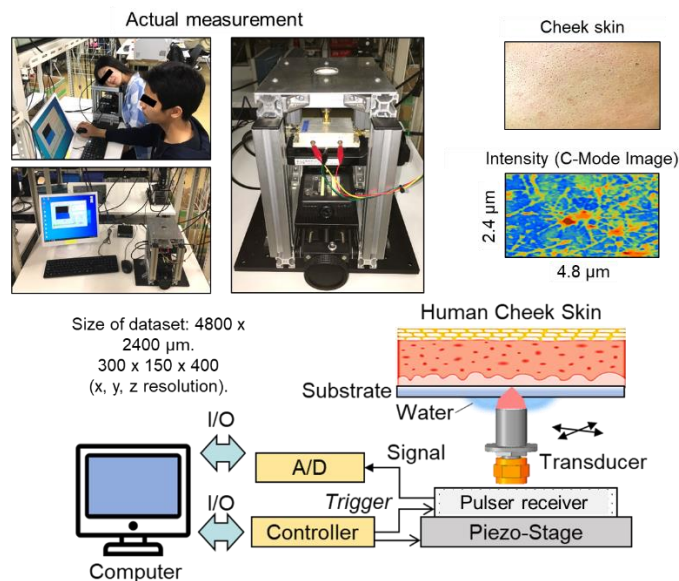 Actual measurement
Cheek skin
Intensity (C-Mode Image)
2.4 µm
4.8 µm
Size of dataset: 4800 x
2400 µm.
300 x 150 x 400
(x, y, z resolution).
Human Cheek Skin
Substrate
Water
I/O
Signal
Transducer
A/D
I/O
Trigger
Pulser receiver
Controller
Piezo-Stage
Computer